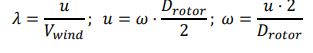 λ = u / V_wind ; u = ω · D_rotor / 2 ; ω = u · 2 / D_rotor